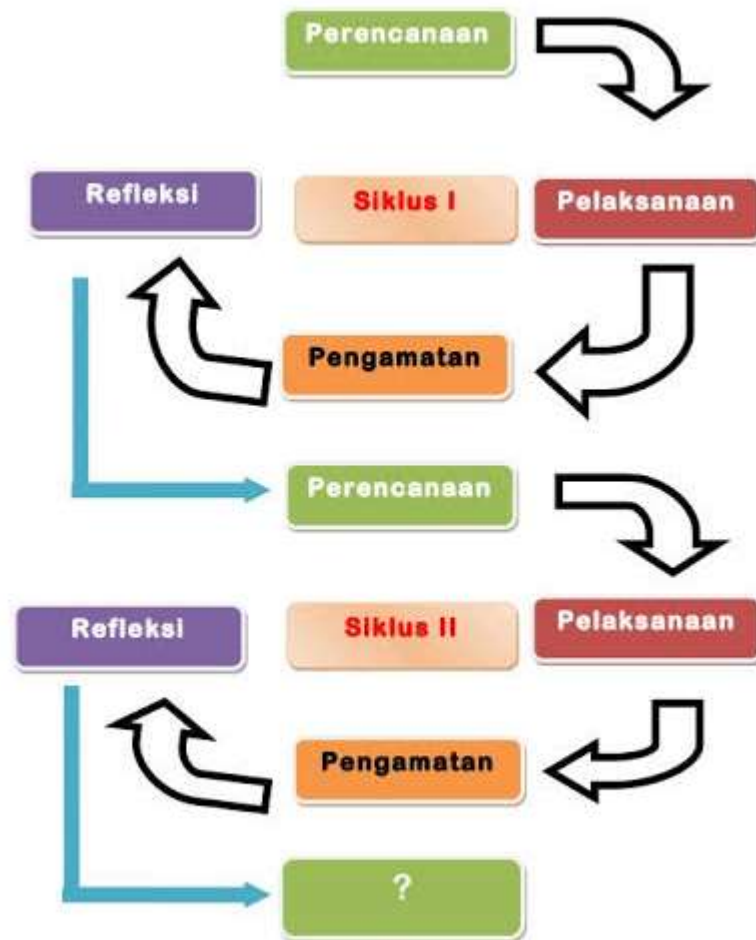 Perencanaan
Refleksi
Siklus I
Pelaksanaan
Pengamatan
Perencanaan
Refleksi
Siklus II
Pelaksanaan
Pengamatan
?